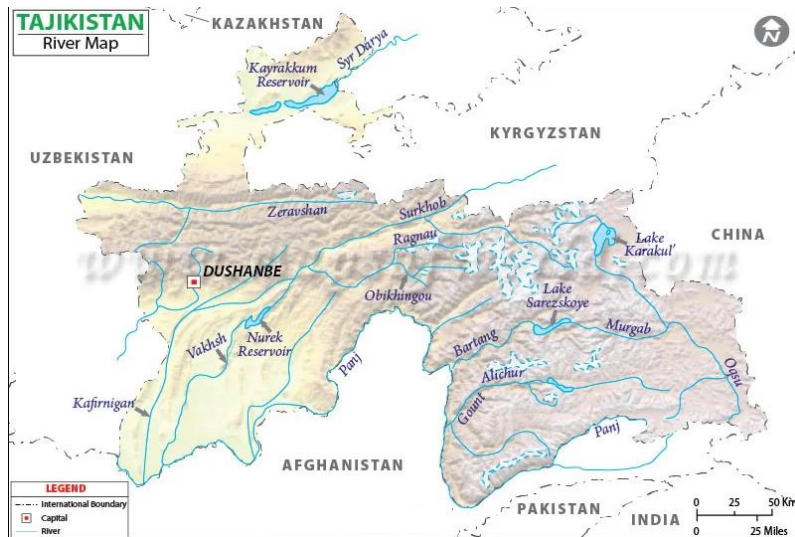 TAJIKISTAN
River Map
KAZAKHSTAN
N
Syr Darya
Kayrakkum
Reservoir
KYRGYZSTAN
UZBEKISTAN
Zeravshan
Surkhob
Ragnau
Lake
Karakul'
CHINA
DUSHANBE
Obikhingou
Lake
Sarezskoye
Nurek
Reservoir
Vakhsh
Murgab
Bartang
Panj
Alichur
Oqsu
Gount
Kafirnigan
Panj
AFGHANISTAN
PAKISTAN
INDIA
LEGEND
International Boundary
Capital
River
0 25 50 Km
0 25 Miles